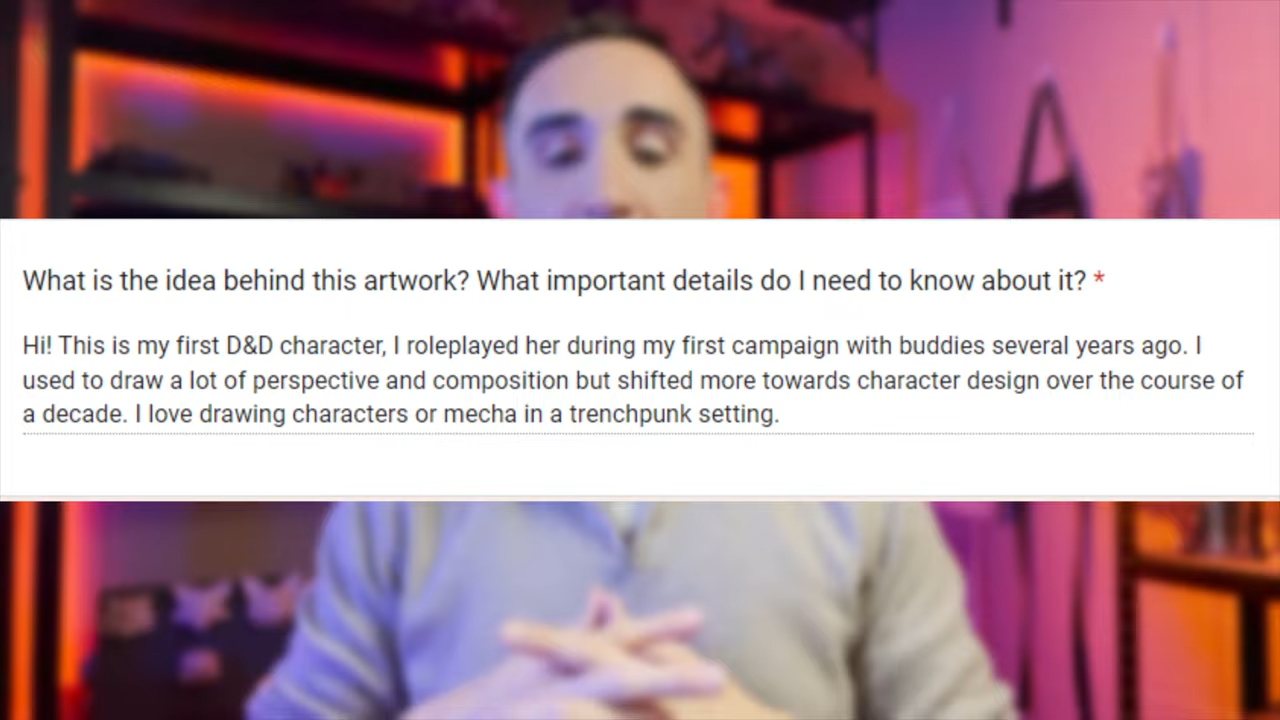 What is the idea behind this artwork? What important details do I need to know about it? *
Hi! This is my first D&D character, I roleplayed her during my first campaign with buddies several years ago. I
used to draw a lot of perspective and composition but shifted more towards character design over the course of
a decade. I love drawing characters or mecha in a trenchpunk setting.